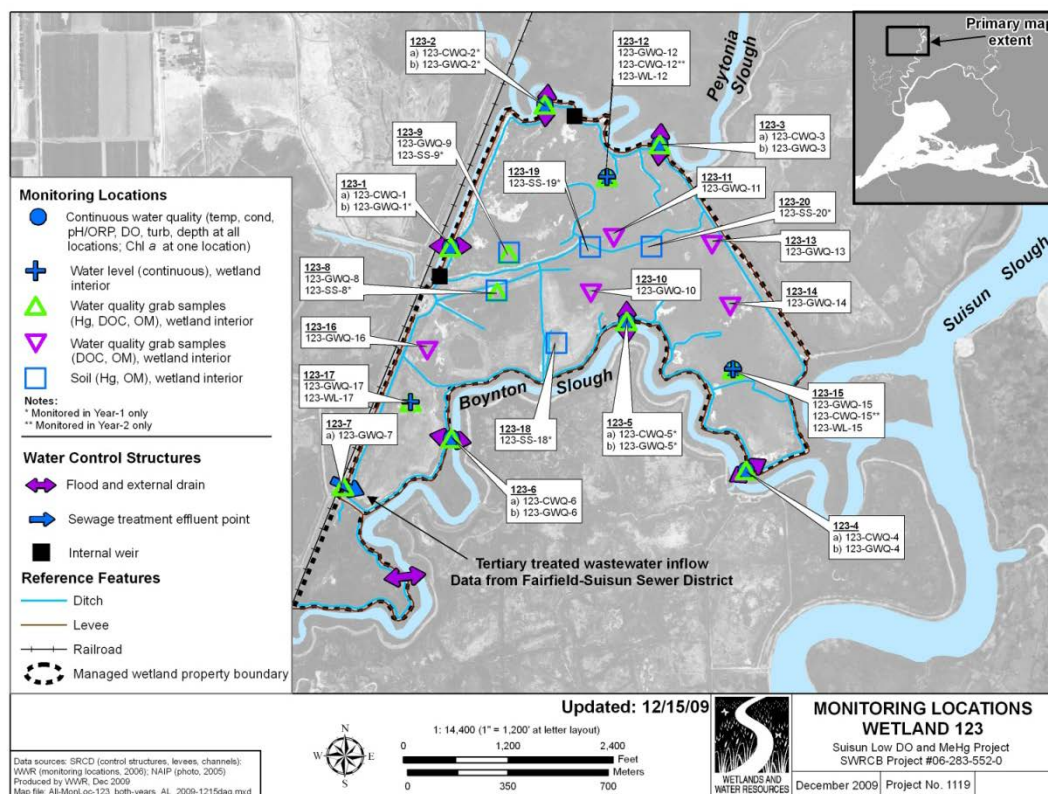 Primary map
extent
Peytonia
Slough
123-2
a) 123-CWQ-2*
b) 123-GWQ-2*
123-12
123-GWQ-12
123-CWQ-12**
123-WL-12
123-9
123-GWQ-9
123-SS-9*
123-3
a) 123-CWQ-3
b) 123-GWQ-3
123-19
123-SS-19*
123-11
123-GWQ-11
123-1
a) 123-CWQ-1
b) 123-GWQ-1*
123-20
123-SS-20*
123-13
123-GWQ-13
123-8
123-GWQ-8
123-SS-8*
123-10
123-GWQ-10
123-14
123-GWQ-14
Suisun Slough
123-16
123-GWQ-16
123-17
123-GWQ-17
123-WL-17
Boynton Slough
123-15
123-GWQ-15
123-CWQ-15**
123-WL-15
123-7
a) 123-GWQ-7
123-18
123-SS-18*
123-5
a) 123-CWQ-5*
b) 123-GWQ-5*
123-6
a) 123-CWQ-6
b) 123-GWQ-6
123-4
a) 123-CWQ-4
b) 123-GWQ-4
Tertiary treated wastewater inflow
Data from Fairfield-Suisun Sewer District
Monitoring Locations
Continuous water quality (temp, cond,
pH/ORP, DO, turb, depth at all
locations; Chl a at one location)
Water level (continuous), wetland
interior
Water quality grab samples
(Hg, DOC, OM), wetland interior
Water quality grab samples
(DOC, OM), wetland interior
Soil (Hg, OM), wetland interior
Notes:
* Monitored in Year-1 only
** Monitored in Year-2 only
Water Control Structures
Flood and external drain
Sewage treatment effluent point
Internal weir
Reference Features
Ditch
Levee
Railroad
Managed wetland property boundary
Data sources: SRCD (control structures, levees, channels);
WWR (monitoring locations, 2006); NAIP (photo, 2005)
Produced by WWR, Dec 2009
Map file: All-MonLoc-123_both-years_AL_2009-1215dag.mxd
N
W E
S
Updated: 12/15/09
1: 14,400 (1" = 1,200' at letter layout)
0 1,200 2,400
Feet
Meters
0 350 700
WETLANDS AND
WATER RESOURCES
MONITORING LOCATIONS
WETLAND 123
Suisun Low DO and MeHg Project
SWRCB Project #06-283-552-0
December 2009 Project No. 1119